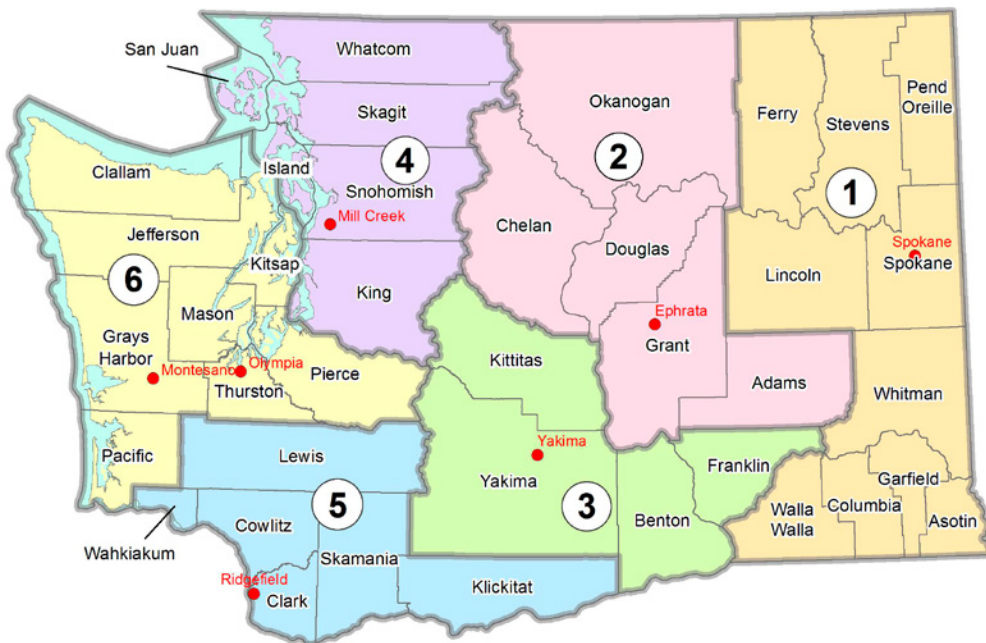 San Juan
Whatcom
Skagit
4
Island
Snohomish
Mill Creek
King
Okanogan
2
Chelan
Douglas
Ephrata
Grant
Adams
Ferry
Stevens
Pend
Oreille
1
Lincoln
Spokane
Spokane
Whitman
Garfield
Columbia
Walla
Walla
Asotin
Clallam
Jefferson
6
Kitsap
Mason
Grays
Harbor
Montesano
Olympia
Thurston
Pierce
Pacific
Kittitas
Yakima
Yakima
3
Franklin
Benton
Lewis
5
Cowlitz
Wahkiakum
Skamania
Ridgefield
Clark
Klickitat